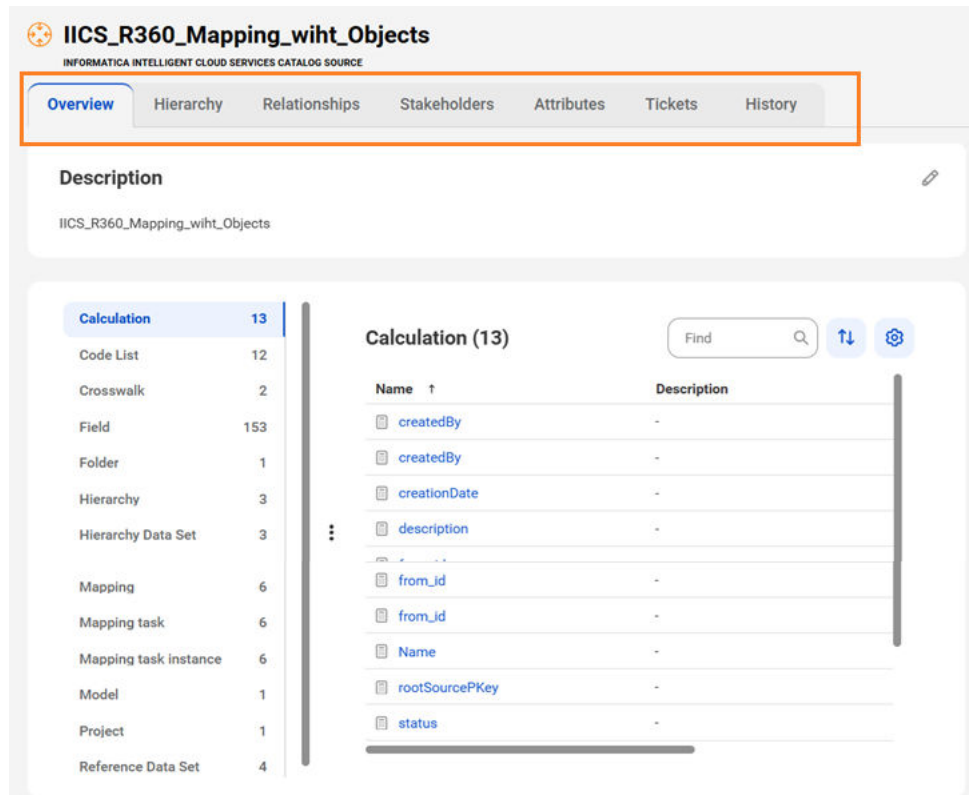 IICS_R360_Mapping_wiht_Objects
INFORMATICA INTELLIGENT CLOUD SERVICES CATALOG SOURCE
Overview Hierarchy Relationships Stakeholders Attributes Tickets History
Description
IICS_R360_Mapping_wiht_Objects
Calculation 13
Code List 12
Crosswalk 2
Field 153
Folder 1
Hierarchy 3
Hierarchy Data Set 3
Mapping 6
Mapping task 6
Mapping task instance 6
Model 1
Project 1
Reference Data Set 4
Calculation (13) Find
Name ↑ Description
createdBy -
createdBy -
creationDate -
description -
from_id -
from_id -
Name -
rootSourcePKey -
status -